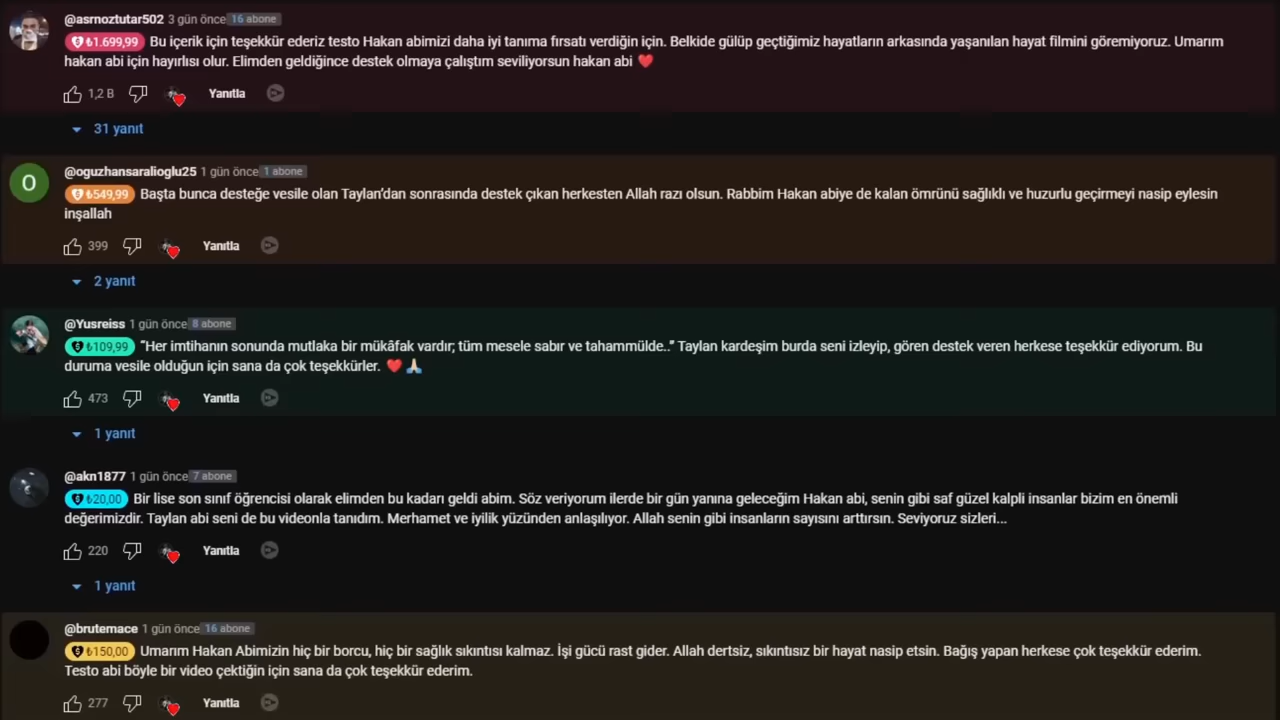 @asrnoztutar502 3 gün önce 16 abone
₺1.699,99 Bu içerik için teşekkür ederiz testo Hakan abimizi daha iyi tanıma fırsatı verdiğin için. Belkide gülüp geçtiğimiz hayatların arkasında yaşanılan hayat filmini göremiyoruz. Umarım
hakan abi için hayırlısı olur. Elimden geldiğince destek olmaya çalıştım seviliyorsun hakan abi ❤️
1,2 B Yanıtla
31 yanıt
O
@oguzhansaralioglu25 1 gün önce 1 abone
₺549,99 Başta bunca desteğe vesile olan Taylan’dan sonrasında destek çıkan herkesten Allah razı olsun. Rabbim Hakan abiye de kalan ömrünü sağlıklı ve huzurlu geçirmeyi nasip eylesin
inşallah
399 Yanıtla
2 yanıt
@Yusreiss 1 gün önce 8 abone
₺109,99 “Her imtihanın sonunda mutlaka bir mükâfak vardır; tüm mesele sabır ve tahammülde..” Taylan kardeşim burda seni izleyip, gören destek veren herkese teşekkür ediyorum. Bu
duruma vesile olduğun için sana da çok teşekkürler. ❤️🙏🏻
473 Yanıtla
1 yanıt
@akn1877 1 gün önce 7 abone
₺20,00 Bir lise son sınıf öğrencisi olarak elimden bu kadarı geldi abim. Söz veriyorum ilerde bir gün yanına geleceğim Hakan abi, senin gibi saf güzel kalpli insanlar bizim en önemli
değerimizdir. Taylan abi seni de bu videonla tanıdım. Merhamet ve iyilik yüzünden anlaşılıyor. Allah senin gibi insanların sayısını arttırsın. Seviyoruz sizleri...
220 Yanıtla
1 yanıt
@brutemace 1 gün önce 16 abone
₺150,00 Umarım Hakan Abimizin hiç bir borcu, hiç bir sağlık sıkıntısı kalmaz. İşi gücü rast gider. Allah dertsiz, sıkıntısız bir hayat nasip etsin. Bağış yapan herkese çok teşekkür ederim.
Testo abi böyle bir video çektiğin için sana da çok teşekkür ederim.
277 Yanıtla